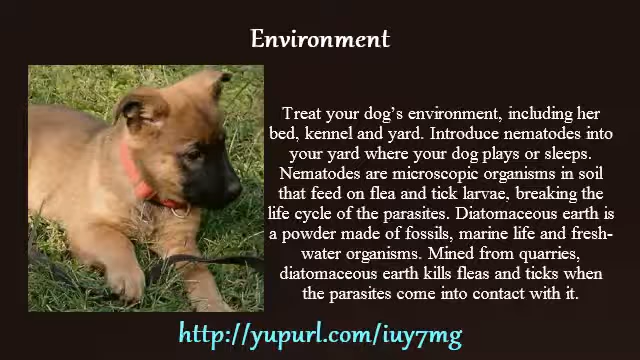 Environment
Treat your dog’s environment, including her
bed, kennel and yard. Introduce nematodes into
your yard where your dog plays or sleeps.
Nematodes are microscopic organisms in soil
that feed on flea and tick larvae, breaking the
life cycle of the parasites. Diatomaceous earth is
a powder made of fossils, marine life and fresh-
water organisms. Mined from quarries,
diatomaceous earth kills fleas and ticks when
the parasites come into contact with it.
http://yupurl.com/iuy7mg